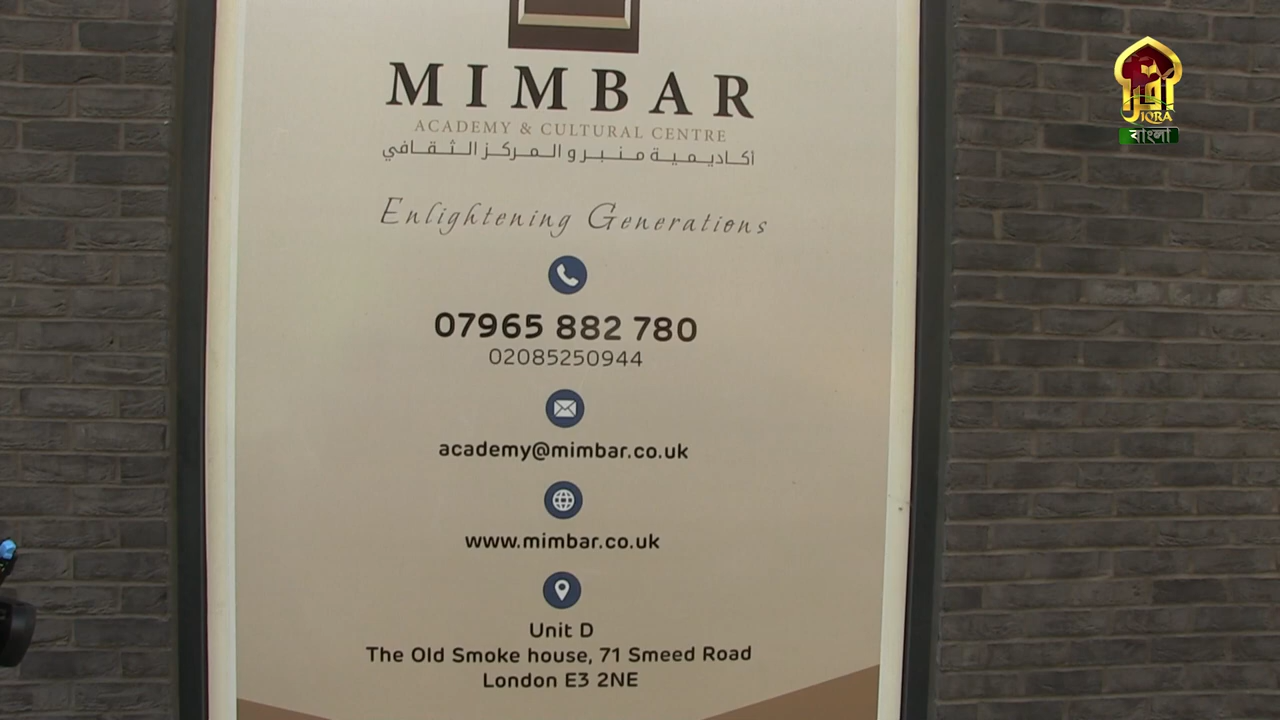 MIMBAR
ACADEMY & CULTURAL CENTRE
أكاديمية منبر و المركز الثقافي
Enlightening Generations
07965 882 780
02085250944
academy@mimbar.co.uk
www.mimbar.co.uk
Unit D
The Old Smoke house, 71 Smeed Road
London E3 2NE
IQRA
বাংলা